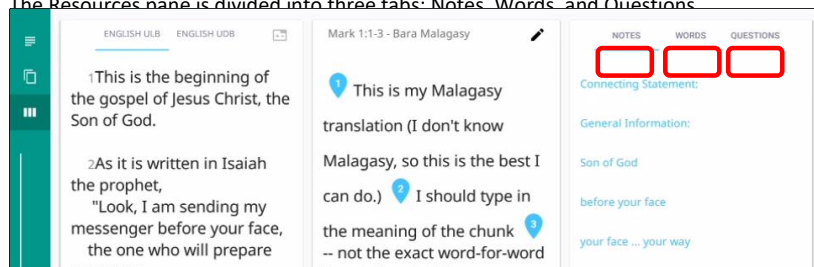 The Resources pane is divided into three tabs: Notes, Words, and Questions
ENGLISH ULB ENGLISH UDB
1This is the beginning of
the gospel of Jesus Christ, the
Son of God.
2As it is written in Isaiah
the prophet,
"Look, I am sending my
messenger before your face,
the one who will prepare
Mark 1:1-3 - Bara Malagasy
1 This is my Malagasy
translation (I don't know
Malagasy, so this is the best I
can do.) 2 I should type in
the meaning of the chunk 3
-- not the exact word-for-word
NOTES WORDS QUESTIONS
Connecting Statement:
General Information:
Son of God
before your face
your face ... your way